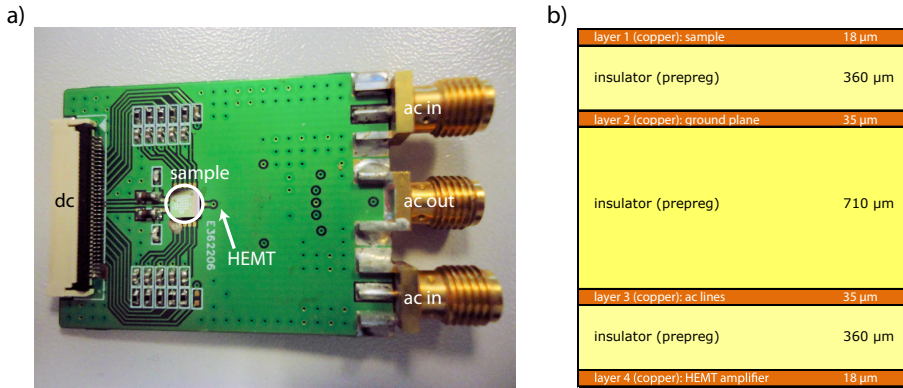 a)
ac in
sample
dc
ac out
E362206
HEMT
ac in
b)
layer 1 (copper): sample 18 µm
insulator (prepreg) 360 µm
layer 2 (copper): ground plane 35 µm
insulator (prepreg) 710 µm
layer 3 (copper): ac lines 35 µm
insulator (prepreg) 360 µm
layer 4 (copper): HEMT amplifier 18 µm